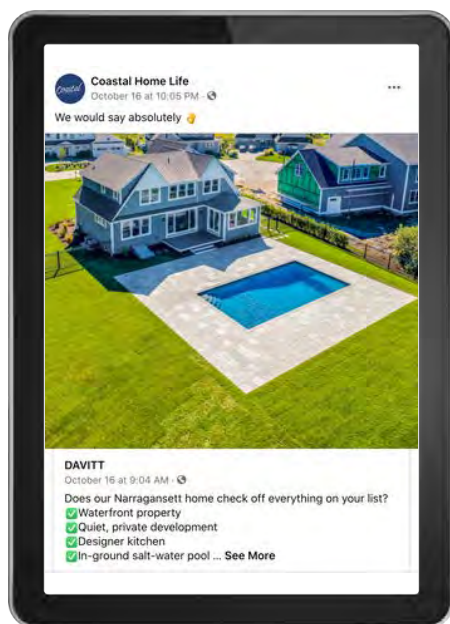 Coastal
Coastal Home Life
October 16 at 10:05 PM ·
We would say absolutely 👌
DAVITT
October 16 at 9:04 AM ·
Does our Narragansett home check off everything on your list?
✅Waterfront property
✅Quiet, private development
✅Designer kitchen
✅In-ground salt-water pool ... See More